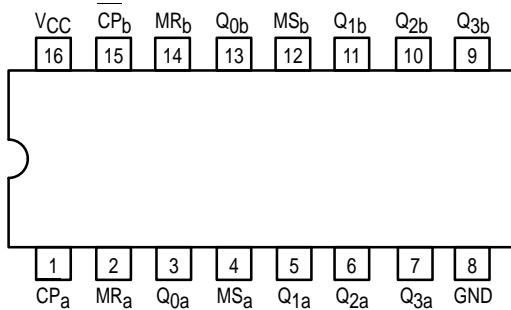 VCC CPb MRb Q0b MSb Q1b Q2b Q3b
16 15 14 13 12 11 10 9
1 2 3 4 5 6 7 8
CPa MRa Q0a MSa Q1a Q2a Q3a GND